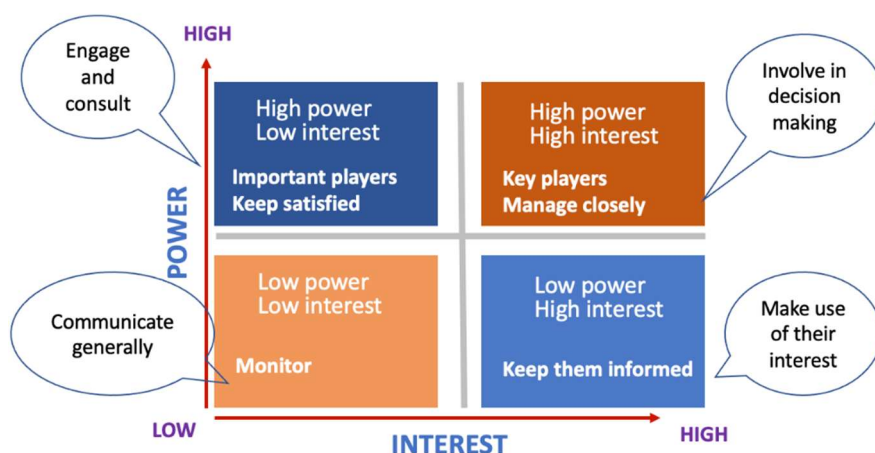 HIGH
Engage
and
consult
High power
Low interest
Important players
Keep satisfied
High power
High interest
Key players
Manage closely
Involve in
decision
making
POWER
Communicate
generally
Low power
Low interest
Monitor
Low power
High interest
Keep them informed
Make use
of their
interest
LOW
INTEREST
HIGH